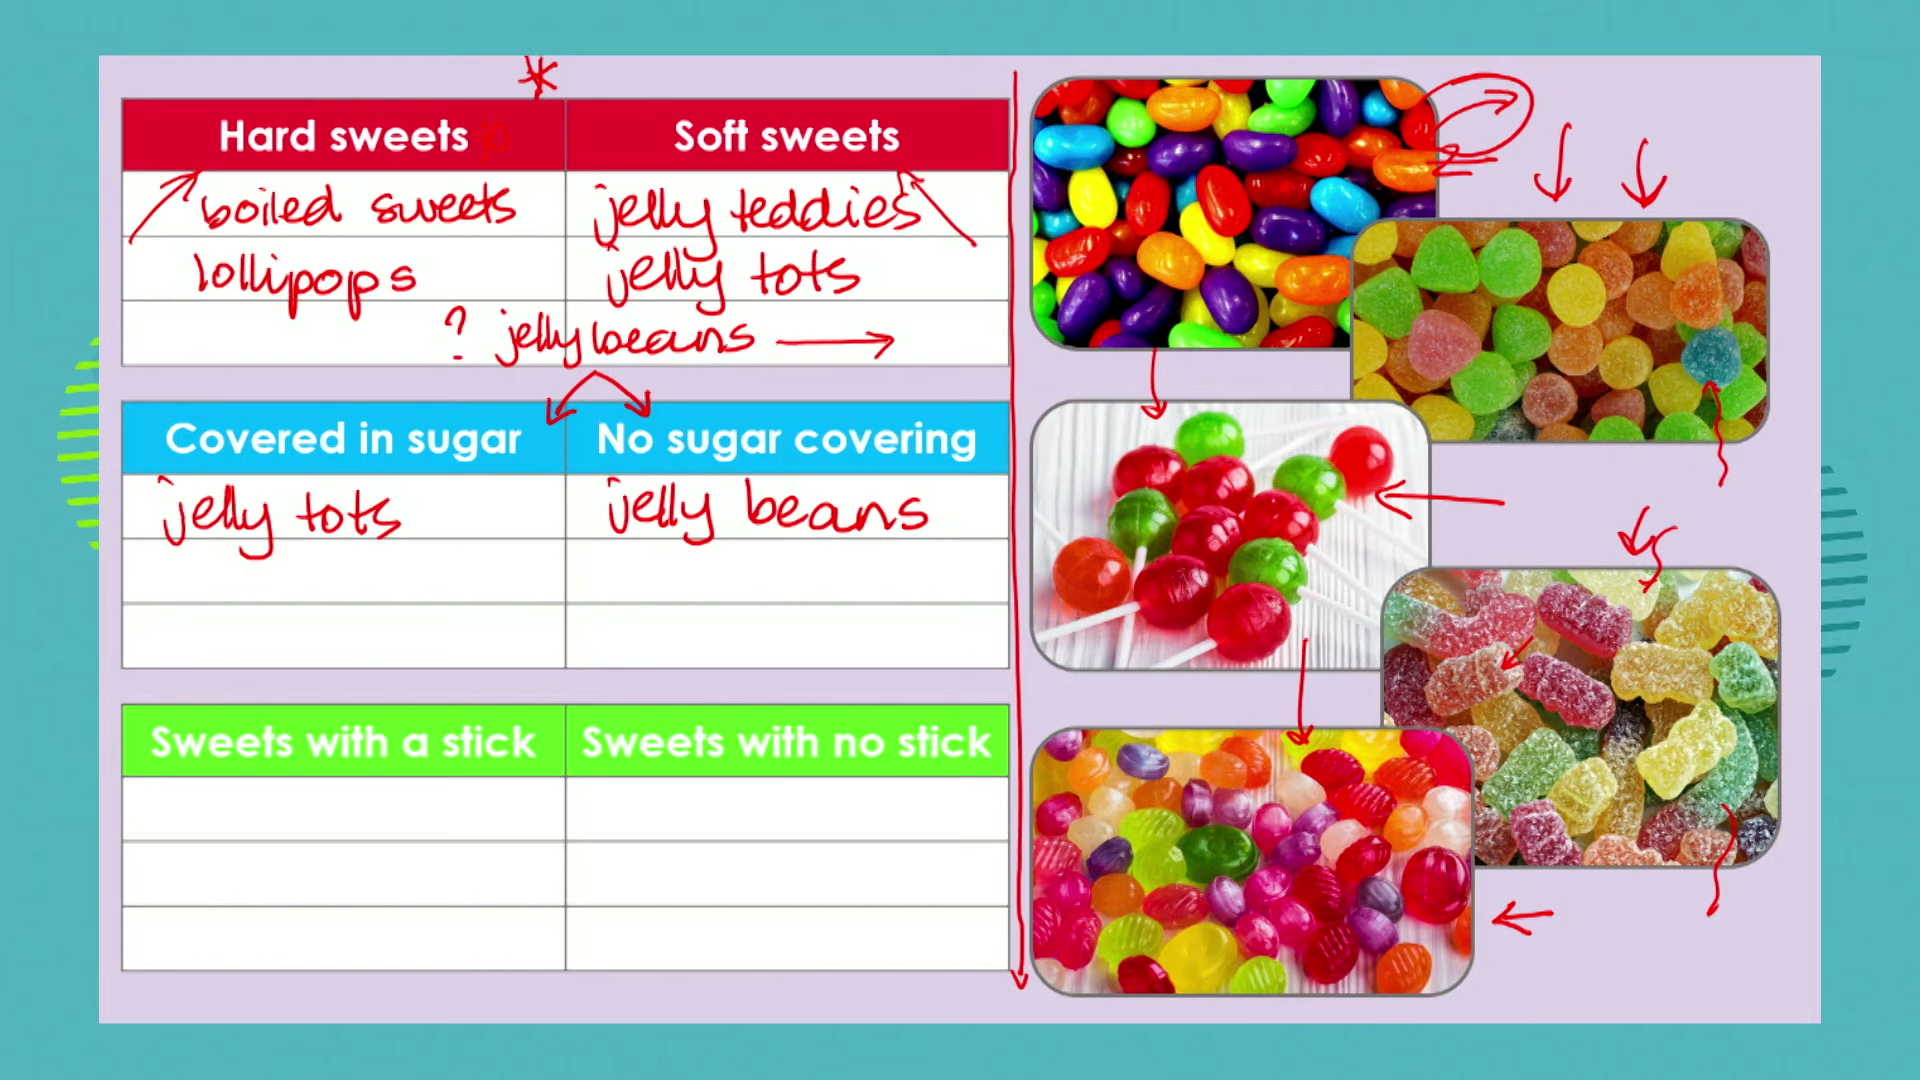 Hard sweets Soft sweets
boiled sweets jelly teddies
lollipops jelly tots
? jelly beans
Covered in sugar No sugar covering
jelly tots jelly beans
Sweets with a stick Sweets with no stick